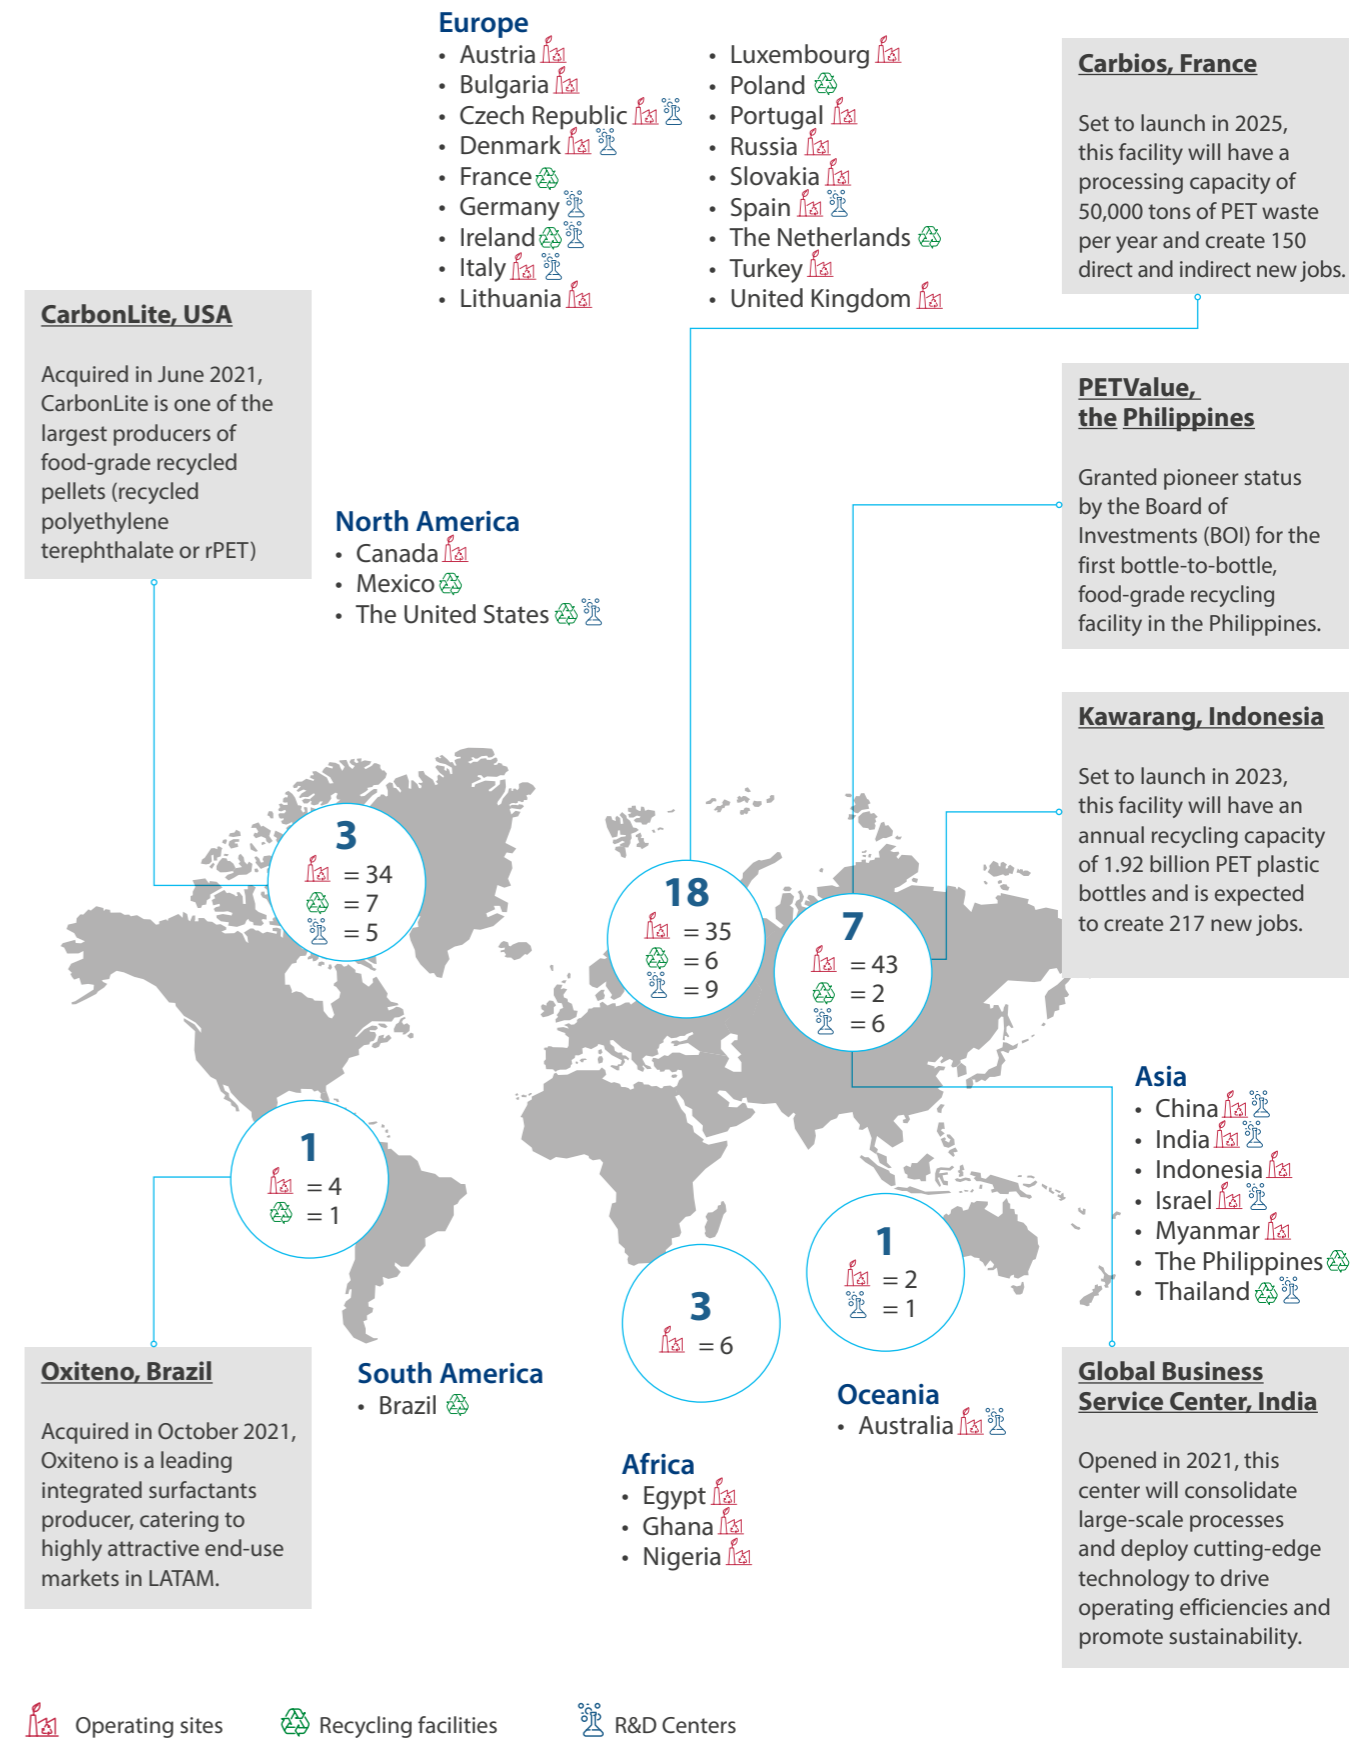 Europe
• Austria
• Bulgaria
• Czech Republic
• Denmark
• France
• Germany
• Ireland
• Italy
• Lithuania
• Luxembourg
• Poland
• Portugal
• Russia
• Slovakia
• Spain
• The Netherlands
• Turkey
• United Kingdom
Carbios, France
Set to launch in 2025,
this facility will have a
processing capacity of
50,000 tons of PET waste
per year and create 150
direct and indirect new jobs.
CarbonLite, USA
Acquired in June 2021,
CarbonLite is one of the
largest producers of
food-grade recycled
pellets (recycled
polyethylene
terephthalate or rPET)
North America
• Canada
• Mexico
• The United States
PETValue,
the Philippines
Granted pioneer status
by the Board of
Investments (BOI) for the
first bottle-to-bottle,
food-grade recycling
facility in the Philippines.
Kawarang, Indonesia
Set to launch in 2023,
this facility will have an
annual recycling capacity
of 1.92 billion PET plastic
bottles and is expected
to create 217 new jobs.
3
= 34
= 7
= 5
18
= 35
= 6
= 9
7
= 43
= 2
= 6
1
= 4
= 1
3
= 6
1
= 2
= 1
Asia
• China
• India
• Indonesia
• Israel
• Myanmar
• The Philippines
• Thailand
Oxiteno, Brazil
Acquired in October 2021,
Oxiteno is a leading
integrated surfactants
producer, catering to
highly attractive end-use
markets in LATAM.
South America
• Brazil
Africa
• Egypt
• Ghana
• Nigeria
Oceania
• Australia
Global Business
Service Center, India
Opened in 2021, this
center will consolidate
large-scale processes
and deploy cutting-edge
technology to drive
operating efficiencies and
promote sustainability.
Operating sites
Recycling facilities
R&D Centers